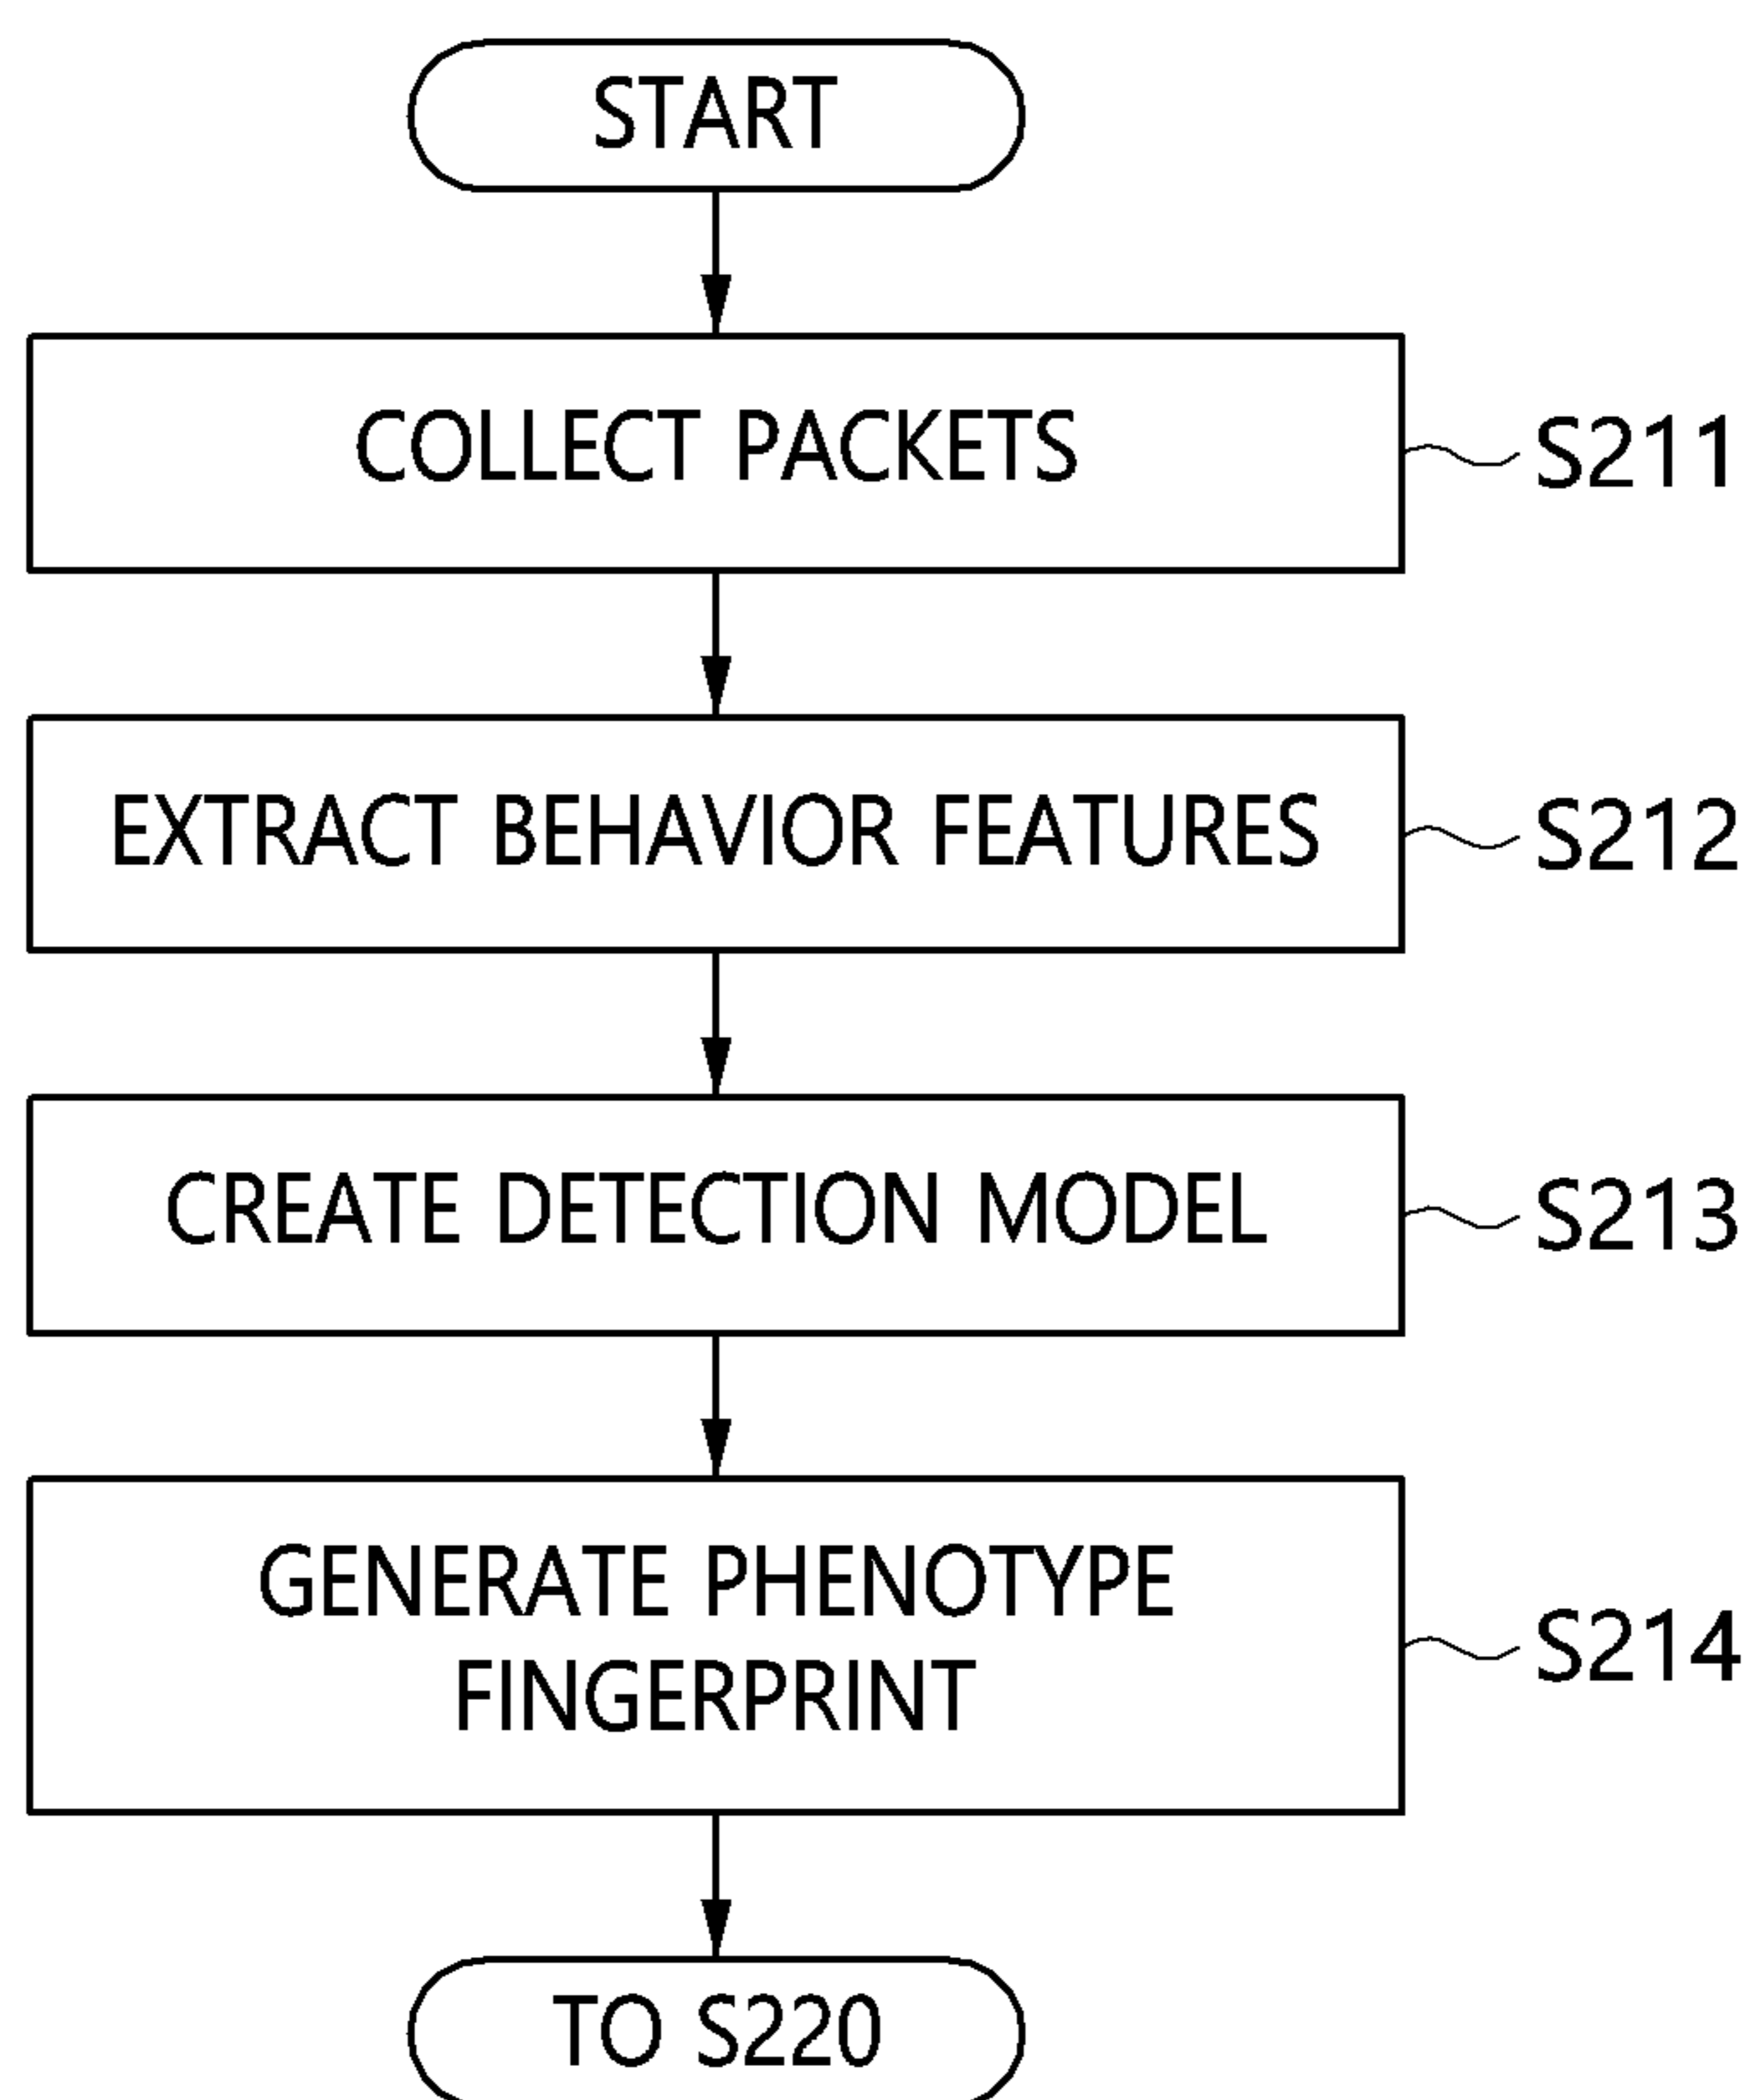 START
COLLECT PACKETS
S211
EXTRACT BEHAVIOR FEATURES
S212
CREATE DETECTION MODEL
S213
GENERATE PHENOTYPE
FINGERPRINT
S214
TO S220